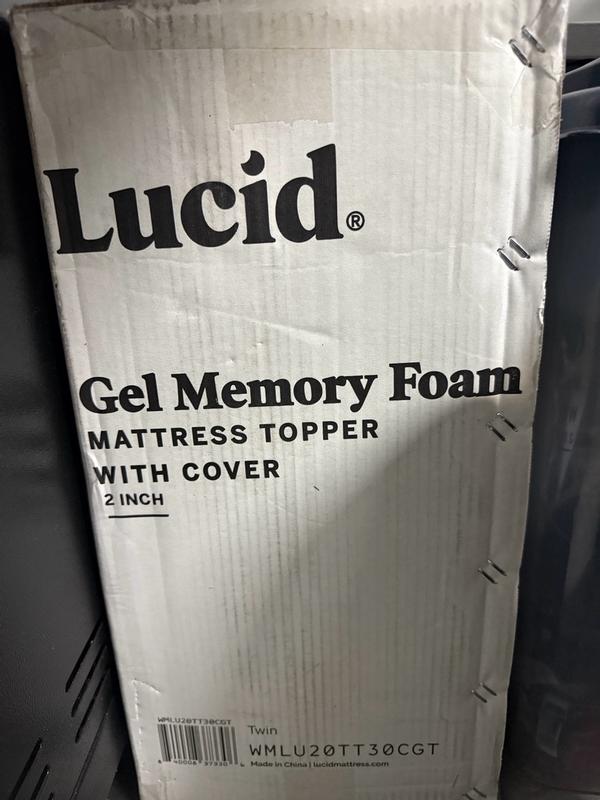 Lucid®
Gel Memory Foam
MATTRESS TOPPER
WITH COVER
2 INCH
WMLU20TT30CGT
Twin
WMLU20TT30CGT
Made in China | lucidmattress.com